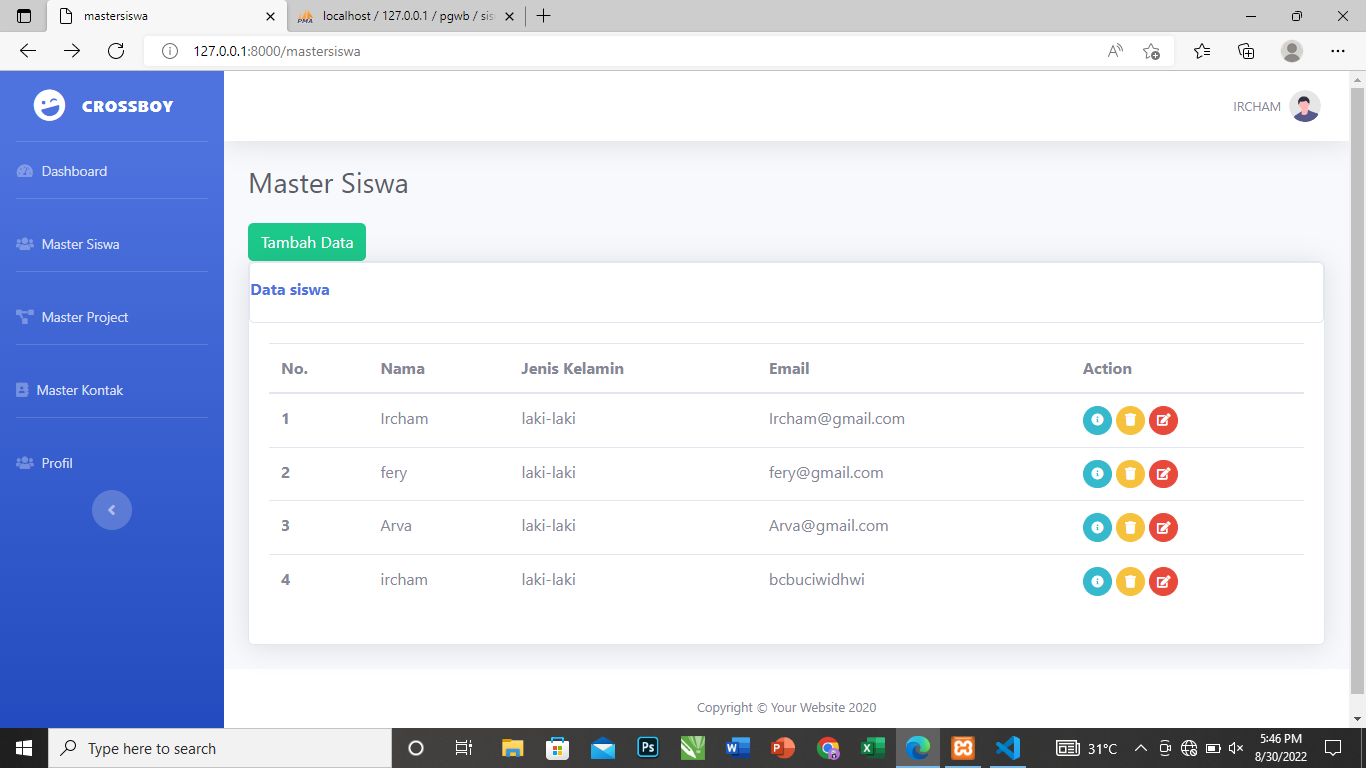 mastersiswa
localhost / 127.0.0.1 / pgwb / sis
127.0.0.1:8000/mastersiswa
CROSSBOY
IRCHAM
Dashboard
Master Siswa
Master Project
Master Kontak
Profil
Master Siswa
Tambah Data
Data siswa
No. Nama Jenis Kelamin Email Action
1 Ircham laki-laki Ircham@gmail.com
2 fery laki-laki fery@gmail.com
3 Arva laki-laki Arva@gmail.com
4 ircham laki-laki bcbuciwidhwi
Copyright © Your Website 2020
Type here to search
31°C
5:46 PM
8/30/2022